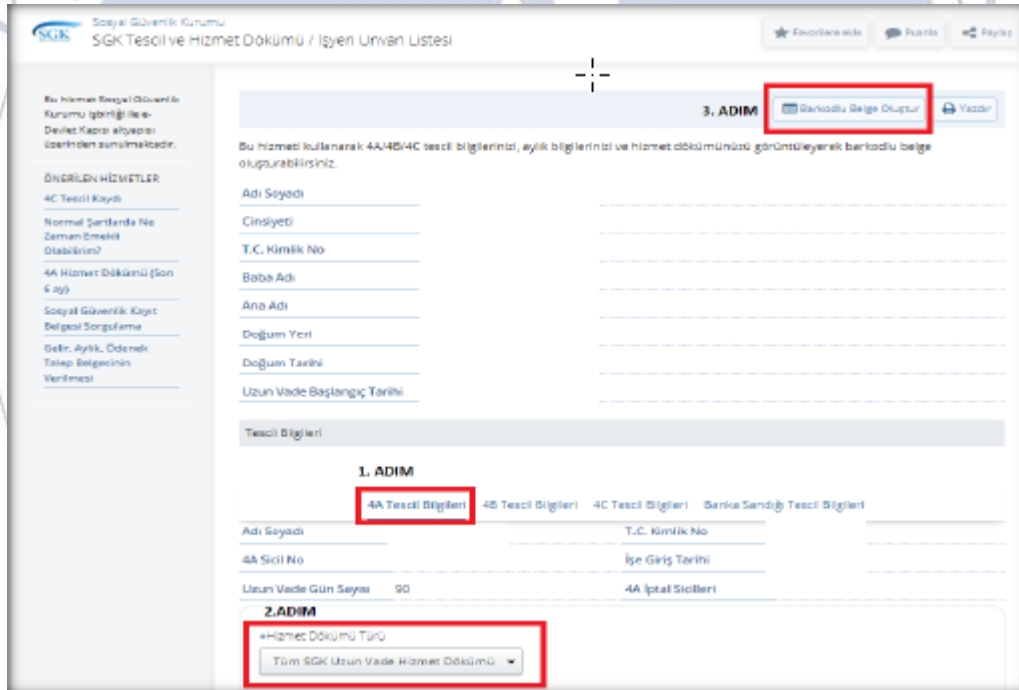 SGK
Sosyal Güvenlik Kurumu
SGK Tescil ve Hizmet Dökümü / İşyeri Unvan Listesi
Favorilere ekle
Puanla
Paylaş
Bu hizmet Sosyal Güvenlik
Kurumu işbirliği ile e-
Devlet Kapısı altyapısı
üzerinden sunulmaktadır.
ÖNERİLEN HİZMETLER
4C Tescil Kaydı
Normal Şartlarda Ne
Zaman Emekli
Olabilirim?
4A Hizmet Dökümü (Son
6 ay)
Sosyal Güvenlik Kayıt
Belgesi Sorgulama
Gelir, Aylık, Ödenek
Talep Belgesinin
Verilmesi
3. ADIM
Barkodlu Belge Oluştur
Yazdır
Bu hizmeti kullanarak 4A/4B/4C tescil bilgilerinizi, aylık bilgilerinizi ve hizmet dökümünüzü görüntüleyerek barkodlu belge
oluşturabilirsiniz.
Adı Soyadı
Cinsiyeti
T.C. Kimlik No
Baba Adı
Ana Adı
Doğum Yeri
Doğum Tarihi
Uzun Vade Başlangıç Tarihi
Tescil Bilgileri
1. ADIM
4A Tescil Bilgileri
4B Tescil Bilgileri
4C Tescil Bilgileri
Banka Sandığı Tescil Bilgileri
Adı Soyadı
T.C. Kimlik No
4A Sicil No
İşe Giriş Tarihi
Uzun Vade Gün Sayısı 90
4A İptal Sicilleri
2.ADIM
*Hizmet Dökümü Türü
Tüm SGK Uzun Vade Hizmet Dökümü